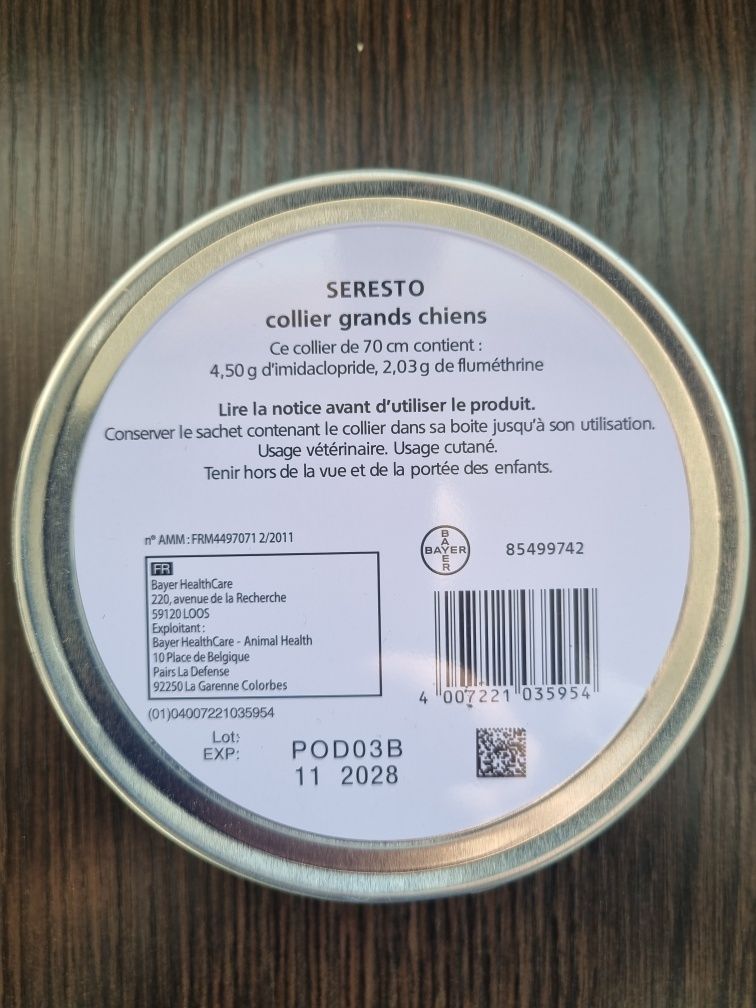 SERESTO
collier grands chiens
Ce collier de 70 cm contient :
4,50 g d'imidaclopride, 2,03 g de fluméthrine
Lire la notice avant d'utiliser le produit.
Conserver le sachet contenant le collier dans sa boite jusqu'à son utilisation.
Usage vétérinaire. Usage cutané.
Tenir hors de la vue et de la portée des enfants.
n° AMM : FRM4497071 2/2011
FR
Bayer HealthCare
220, avenue de la Recherche
59120 LOOS
Exploitant :
Bayer HealthCare - Animal Health
10 Place de Belgique
Pairs La Defense
92250 La Garenne Colorbes
(01)04007221035954
BAYER
BAYER
85499742
4 007221 035954
Lot: POD03B
EXP: 11 2028